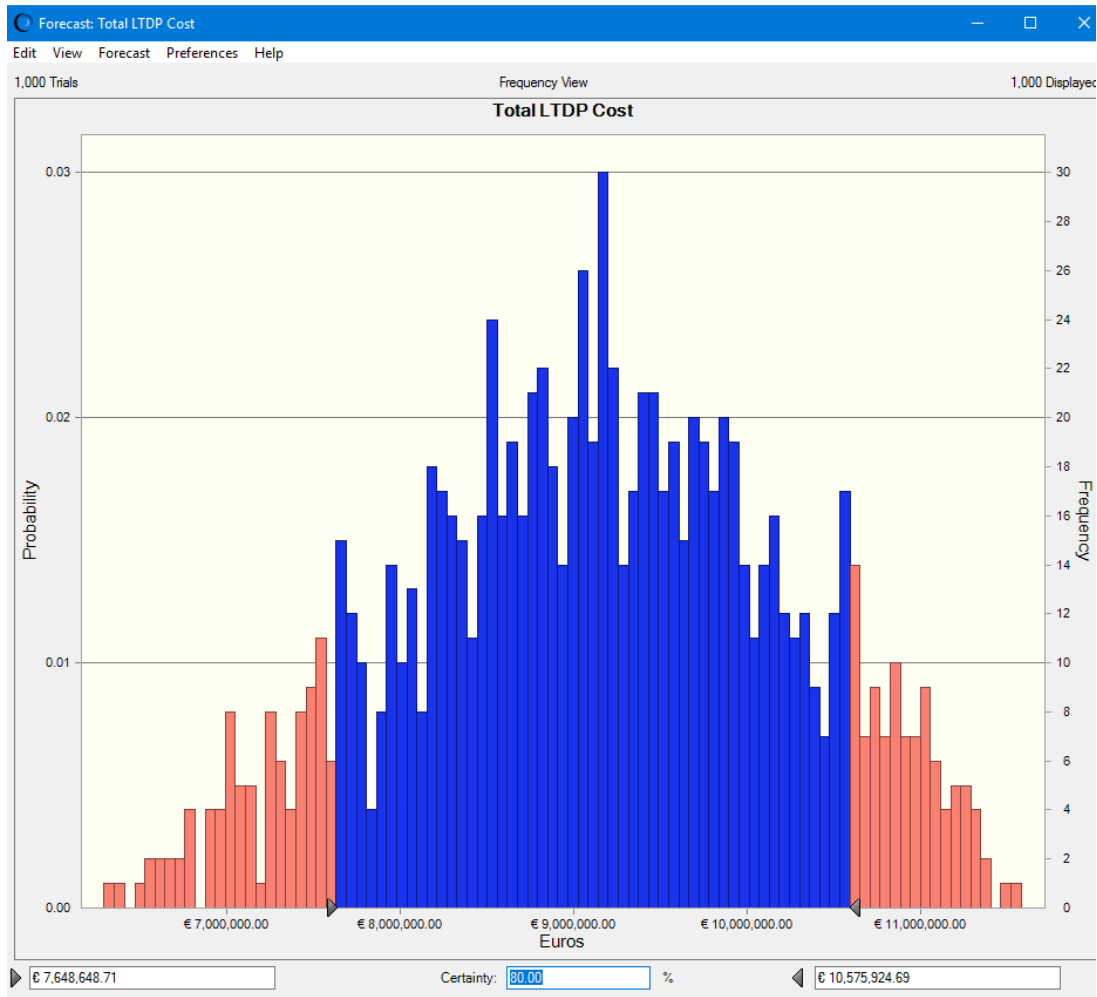 Forecast: Total LTDP Cost
Edit View Forecast Preferences Help
1,000 Trials Frequency View 1,000 Displayed
Total LTDP Cost
0.03
0.02
0.01
0.00
Probability
30
28
26
24
22
20
18
16
14
12
10
8
6
4
2
0
Frequency
€ 7,000,000.00 € 8,000,000.00 € 9,000,000.00 € 10,000,000.00 € 11,000,000.00
Euros
€ 7,648,648.71 Certainty: 80.00 % € 10,575,924.69